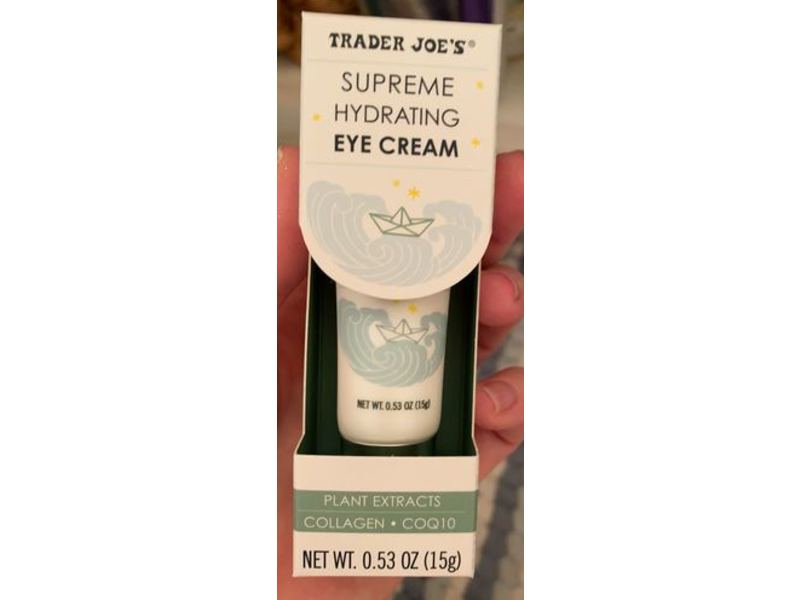 TRADER JOE'S®
SUPREME
HYDRATING
EYE CREAM
NET WT. 0.53 OZ (15g)
PLANT EXTRACTS
COLLAGEN • COQ10
NET WT. 0.53 OZ (15g)